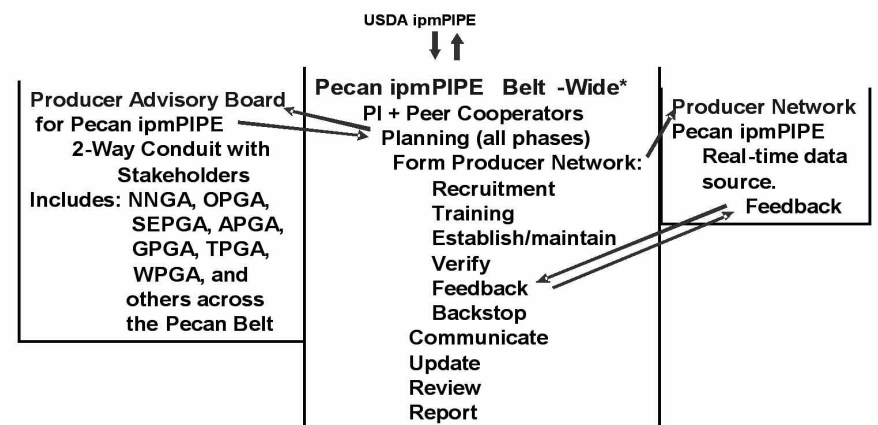 USDA ipmPIPE
Producer Advisory Board
for Pecan ipmPIPE
2-Way Conduit with
Stakeholders
Includes: NNGA, OPGA,
SEPGA, APGA,
GPGA, TPGA,
WPGA, and
others across
the Pecan Belt
Pecan ipmPIPE Belt -Wide*
PI + Peer Cooperators
Planning (all phases)
Form Producer Network:
Recruitment
Training
Establish/maintain
Verify
Feedback
Backstop
Communicate
Update
Review
Report
Producer Network
Pecan ipmPIPE
Real-time data
source.
Feedback